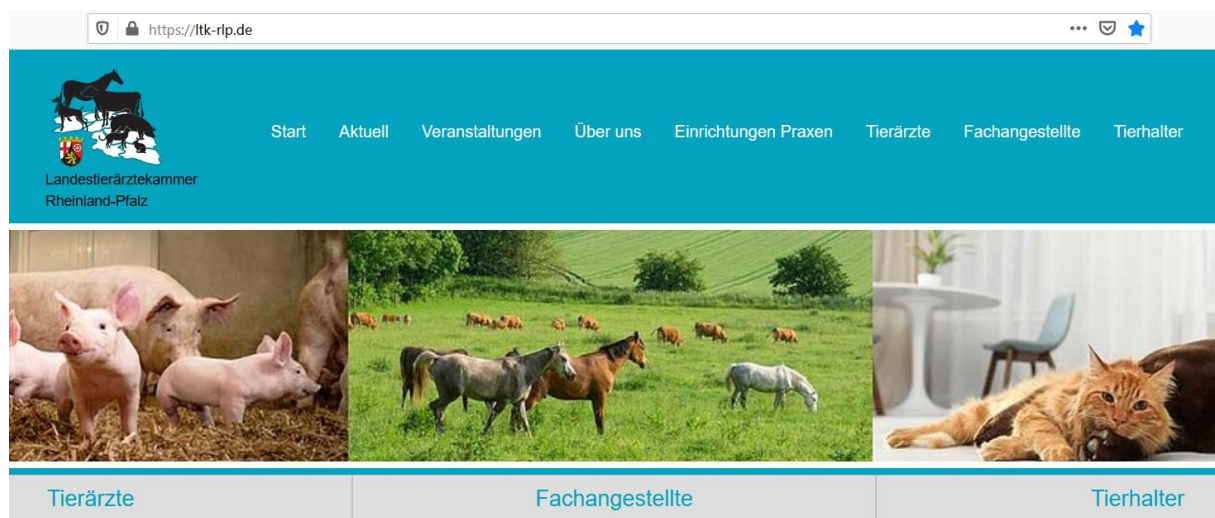 https://ltk-rlp.de
Start Aktuell Veranstaltungen Über uns Einrichtungen Praxen Tierärzte Fachangestellte Tierhalter
Landestierärztekammer
Rheinland-Pfalz
Tierärzte Fachangestellte Tierhalter